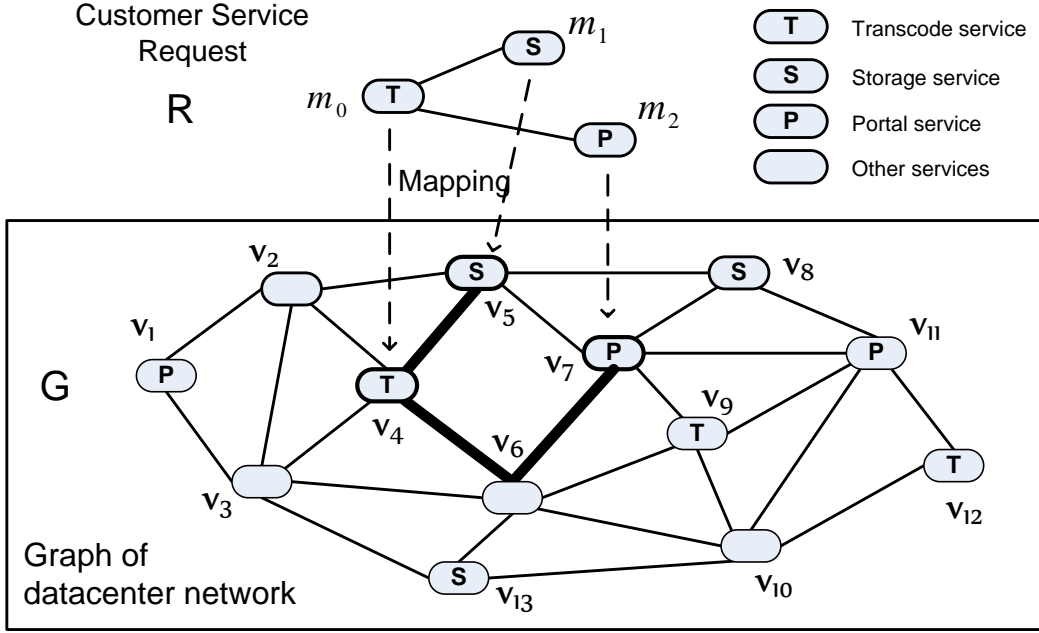 Customer Service
Request
R
T
m0
S
m1
P
m2
Mapping
T Transcode service
S Storage service
P Portal service
Other services
G
v1
P
v2
v3
T
v4
S
v5
v6
P
v7
S
v8
T
v9
v10
P
v11
T
v12
S
v13
Graph of
datacenter network